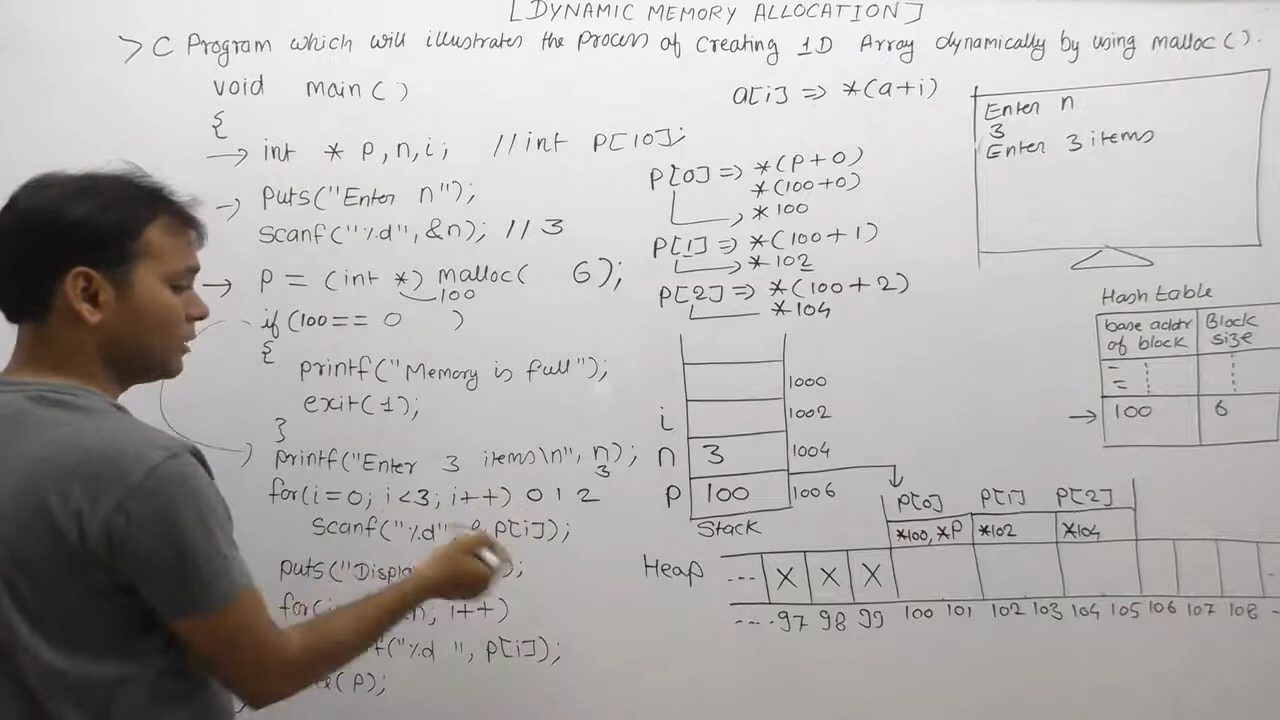 [DYNAMIC MEMORY ALLOCATION]
> C Program which will illustrates the process of creating 1D Array dynamically by using malloc().
void main()
{
→ int * p,n,i; //int p[10];
→ puts("Enter n");
scanf("%d",&n); //3
→ p = (int *) malloc( 6);
100
if (100== 0 )
{
printf("Memory is full");
exit(1);
}
printf("Enter 3 items\n", n);
3
for(i=0; i<3; i++) 0 1 2
scanf("%d", & p[i]);
puts(" );
for( ; i++)
("%d ", p[i]);
(p);
a[i] => *(a+i)
p[0] => *(p+0)
*(100+0)
*100
p[1] => *(100+1)
*102
p[2] => *(100+2)
*104
1000
i 1002
n 3 1004
p 100 1006
Stack
Enter n
3
Enter 3 items
Hash table
base addr of block Block size
- 
=
→ 100 6
p[0] p[1] p[2]
*100, *p *102 *104
Heap --- X X X
---- 97 98 99 100 101 102 103 104 105 106 107 108